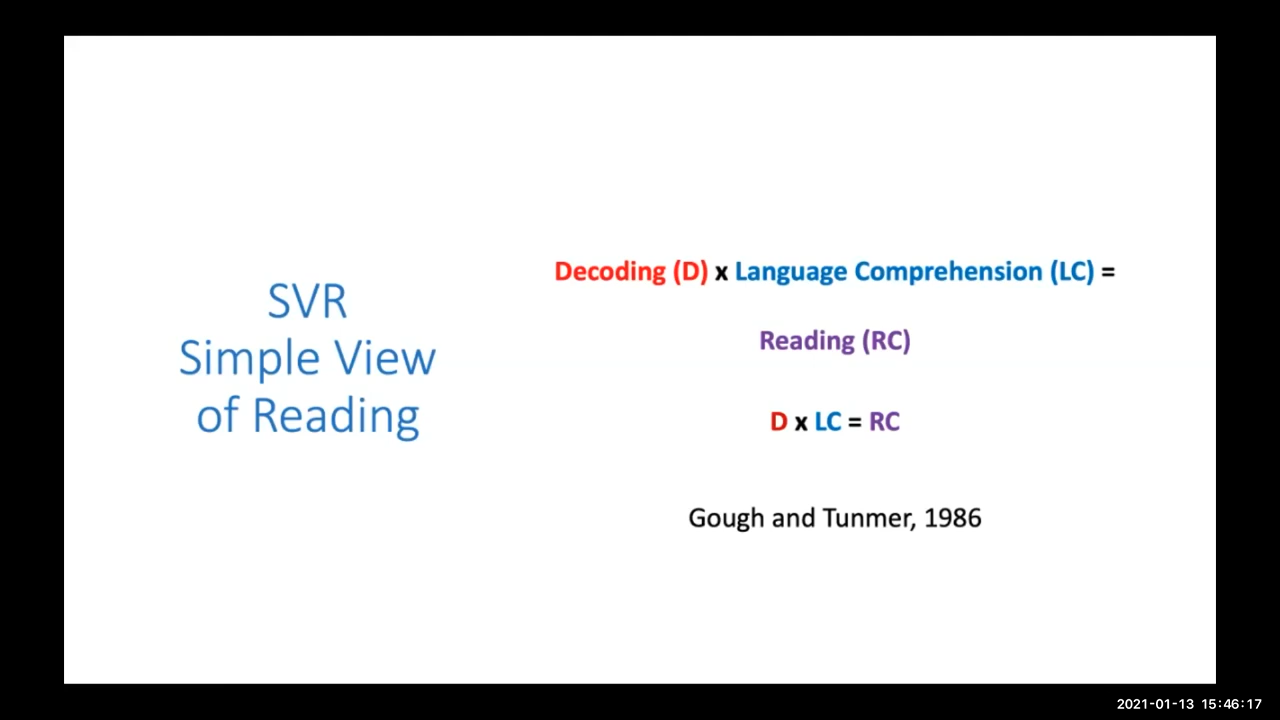 SVR
Simple View
of Reading
Decoding (D) x Language Comprehension (LC) =
Reading (RC)
D x LC = RC
Gough and Tunmer, 1986
2021-01-13 15:46:17